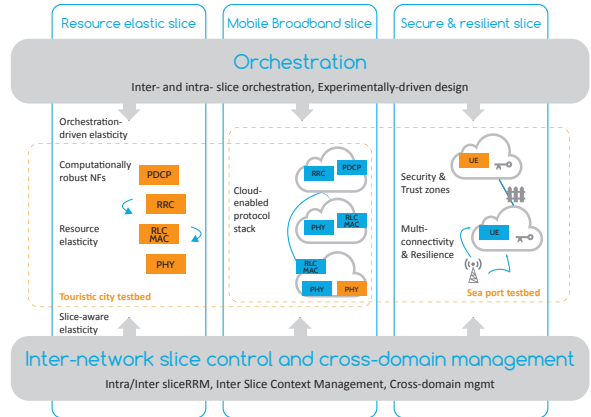 Resource elastic slice
Mobile Broadband slice
Secure & resilient slice
Orchestration
Inter- and intra- slice orchestration, Experimentally-driven design
Orchestration-
driven elasticity
Computationally
robust NFs
PDCP
RRC
Resource
elasticity
RLC
MAC
PHY
Touristic city testbed
Slice-aware
elasticity
Cloud-
enabled
protocol
stack
RRC
PDCP
PHY
RLC
MAC
RLC
MAC
PHY
PHY
Security &
Trust zones
UE
Multi-
connectivity
& Resilience
UE
Sea port testbed
Inter-network slice control and cross-domain management
Intra/Inter sliceRRM, Inter Slice Context Management, Cross-domain mgmt